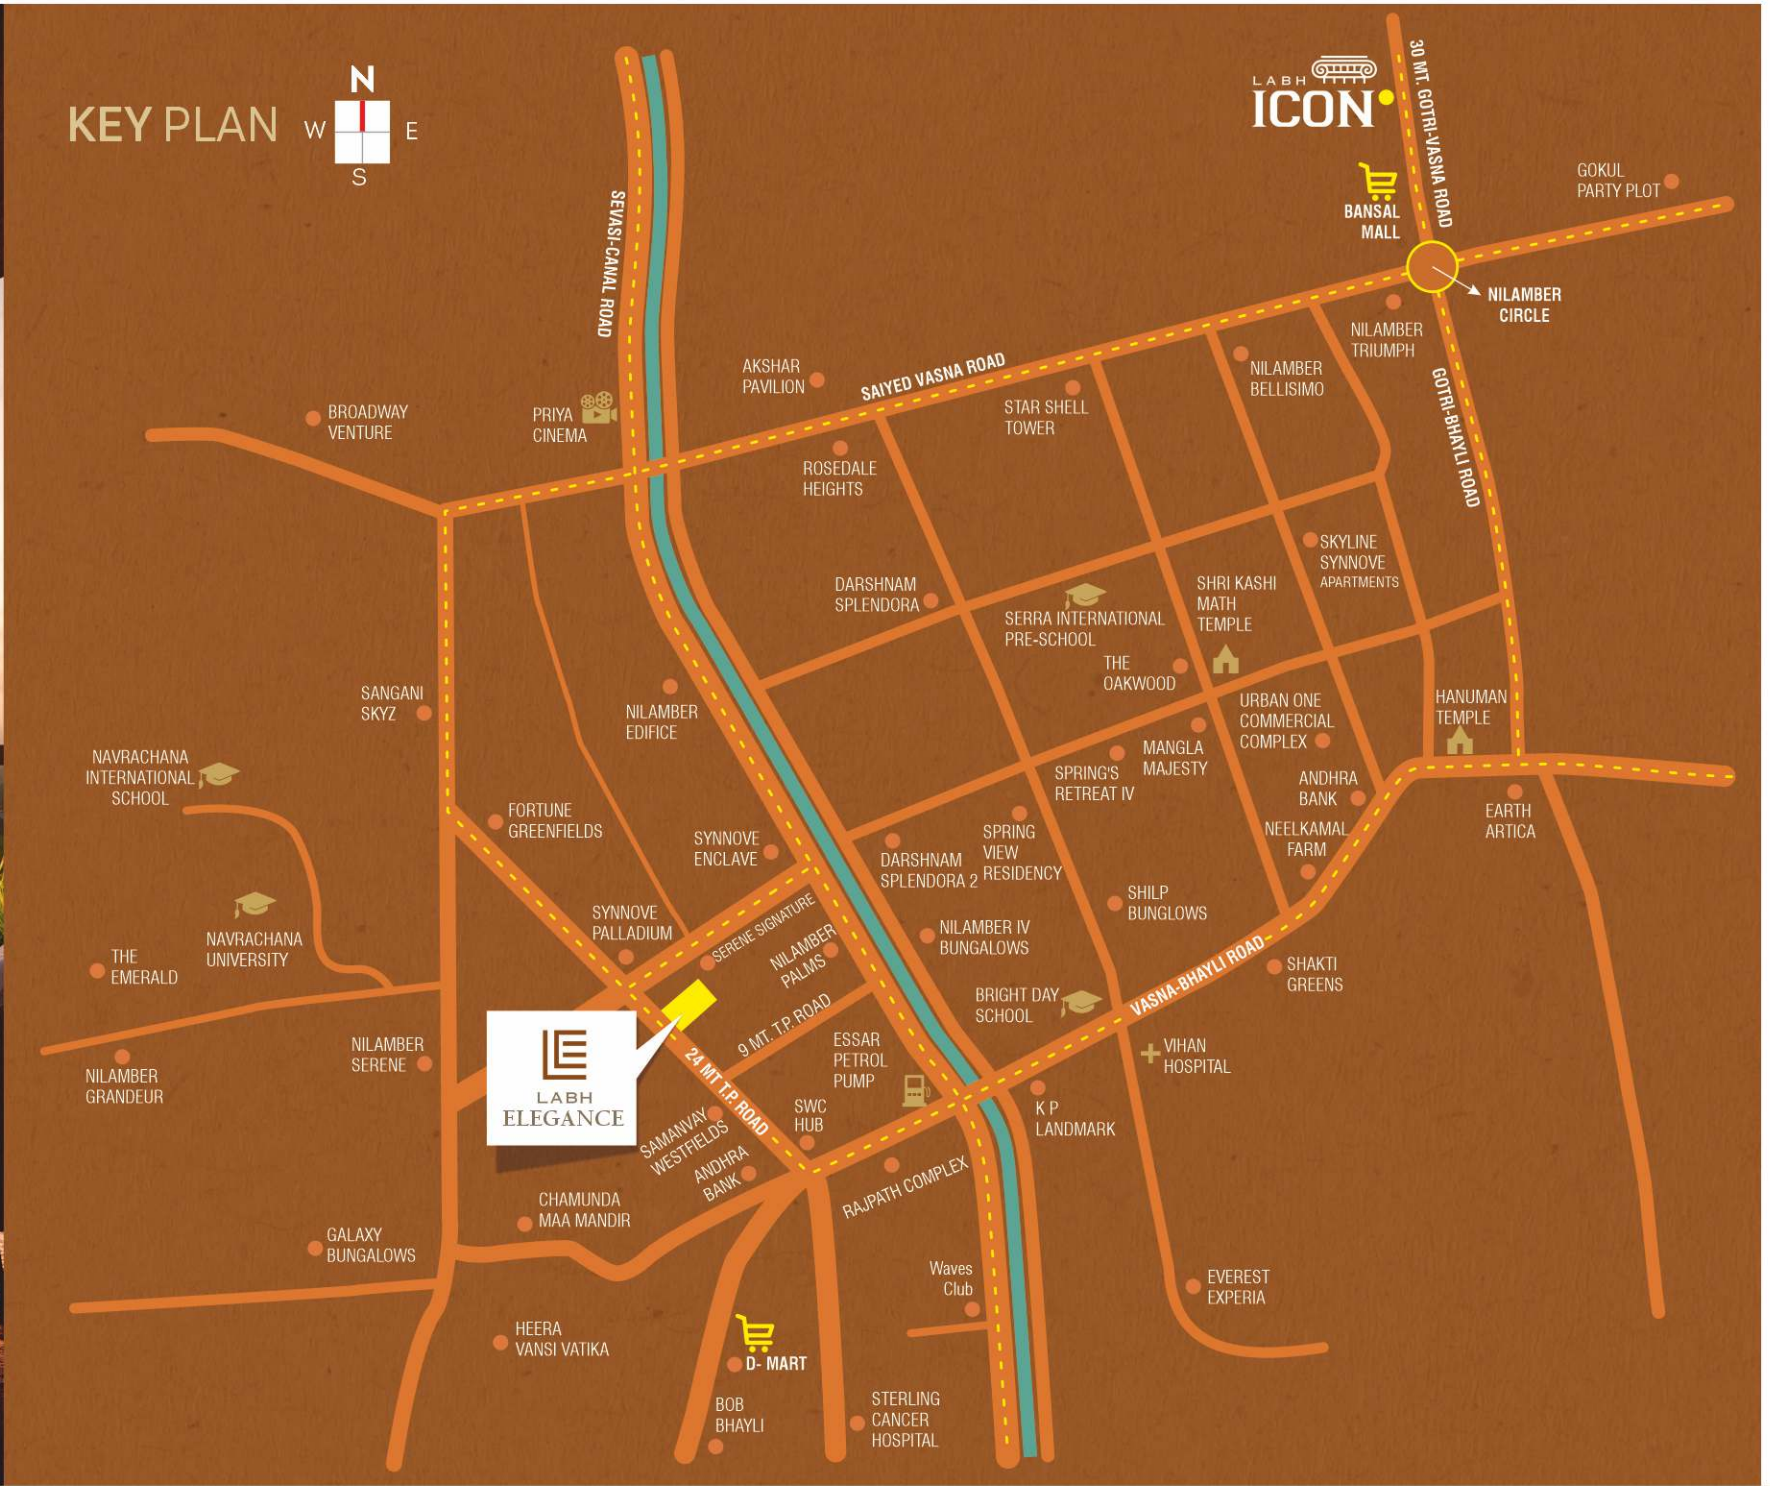 KEY PLAN
N
W
E
S
LABH
ICON
30 MT. GOTRI-VASNA ROAD
GOKUL
PARTY PLOT
BANSAL
MALL
NILAMBER
CIRCLE
SEVASI-CANAL ROAD
NILAMBER
TRIUMPH
AKSHAR
PAVILION
SAIYED VASNA ROAD
NILAMBER
BELLISIMO
GOTRI-BHAYLI ROAD
STAR SHELL
TOWER
BROADWAY
VENTURE
PRIYA
CINEMA
ROSEDALE
HEIGHTS
SKYLINE
SYNNOVE
APARTMENTS
DARSHNAM
SPLENDORA
SHRI KASHI
MATH
TEMPLE
SERRA INTERNATIONAL
PRE-SCHOOL
THE
OAKWOOD
SANGANI
SKYZ
NILAMBER
EDIFICE
URBAN ONE
COMMERCIAL
COMPLEX
HANUMAN
TEMPLE
NAVRACHANA
INTERNATIONAL
SCHOOL
MANGLA
MAJESTY
SPRING'S
RETREAT IV
ANDHRA
BANK
EARTH
ARTICA
FORTUNE
GREENFIELDS
SYNNOVE
ENCLAVE
DARSHNAM
SPLENDORA 2
SPRING
VIEW
RESIDENCY
NEELKAMAL
FARM
SHILP
BUNGLOWS
SYNNOVE
PALLADIUM
SERENE SIGNATURE
NILAMBER
PALMS
NILAMBER IV
BUNGALOWS
NAVRACHANA
UNIVERSITY
THE
EMERALD
VASNA-BHAYLI ROAD
SHAKTI
GREENS
BRIGHT DAY
SCHOOL
9 MT. T.P. ROAD
ESSAR
PETROL
PUMP
NILAMBER
SERENE
LABH
ELEGANCE
24 MT T.P. ROAD
VIHAN
HOSPITAL
NILAMBER
GRANDEUR
SWC
HUB
K P
LANDMARK
SAMANVAY
WESTFIELDS
ANDHRA
BANK
RAJPATH COMPLEX
CHAMUNDA
MAA MANDIR
GALAXY
BUNGALOWS
Waves
Club
EVEREST
EXPERIA
HEERA
VANSI VATIKA
D- MART
BOB
BHAYLI
STERLING
CANCER
HOSPITAL